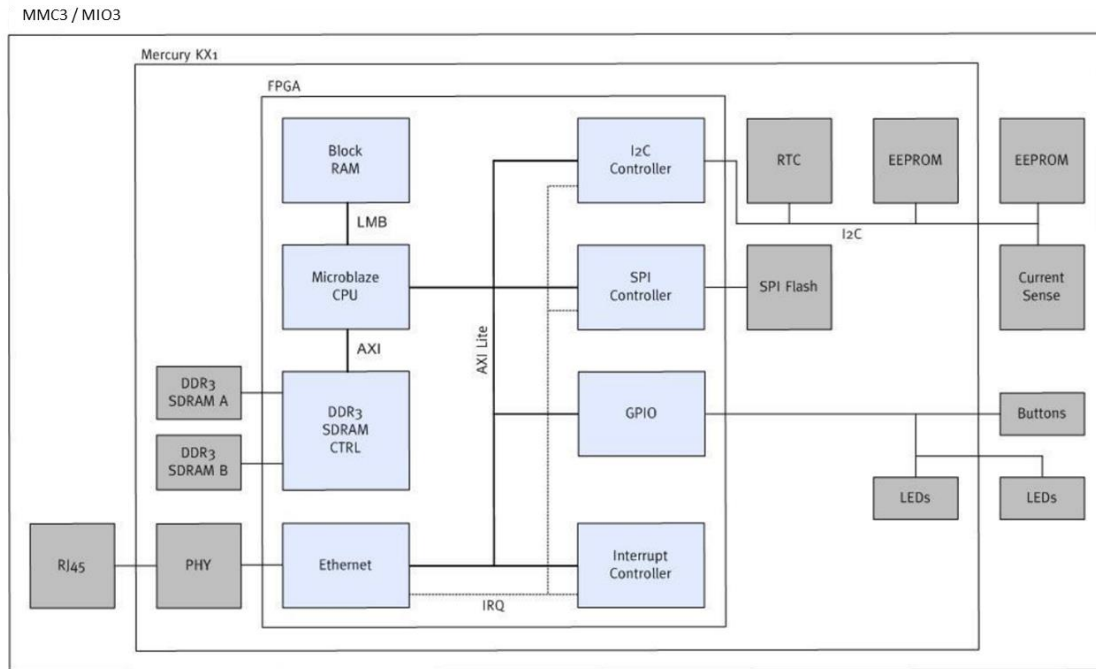 MMC3 / MIO3
Mercury KX1
FPGA
Block
RAM
I2C
Controller
RTC
EEPROM
EEPROM
LMB
I2C
Microblaze
CPU
SPI
Controller
SPI Flash
Current
Sense
AXI
AXI Lite
DDR3
SDRAM A
DDR3
SDRAM
CTRL
GPIO
Buttons
DDR3
SDRAM B
LEDs
LEDs
RJ45
PHY
Ethernet
Interrupt
Controller
IRQ